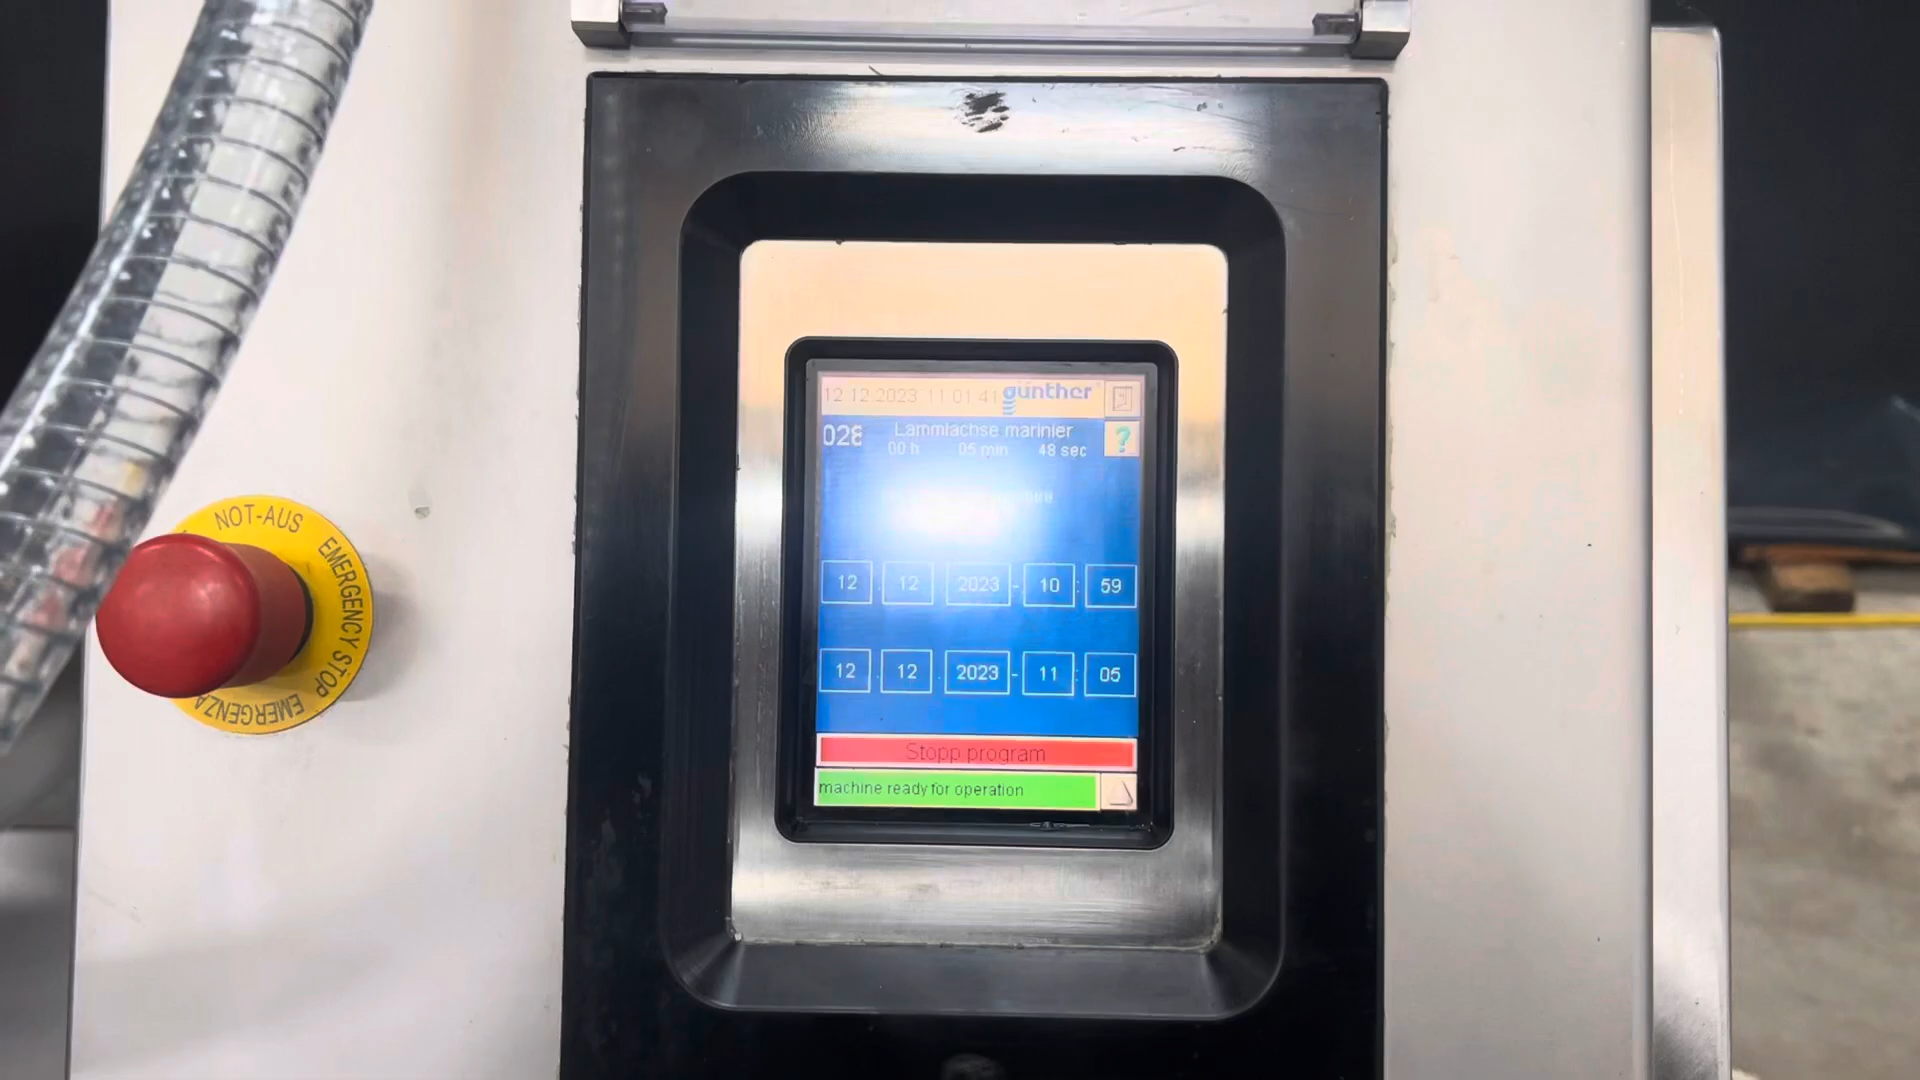 12.12.2023 11:01:41 günther
028 Lammlachse marinier
00 h 05 min 48 sec
12 . 12 . 2023 - 10 : 59
12 . 12 . 2023 - 11 : 05
Stopp program
machine ready for operation
NOT-AUS
EMERGENCY STOP
EMERGENZA